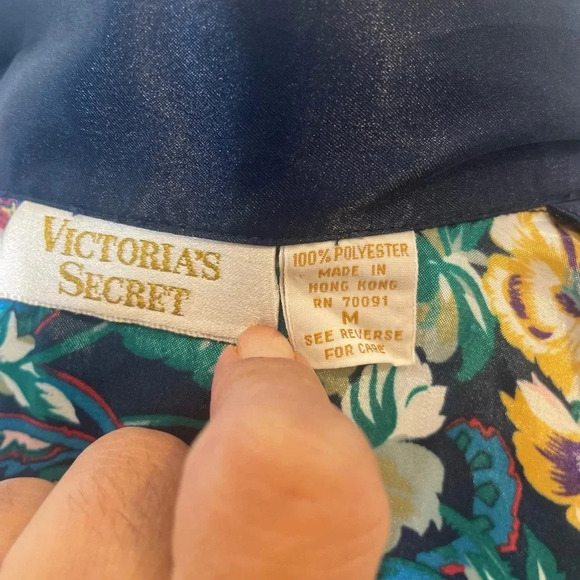 VICTORIA'S
SECRET
100% POLYESTER
MADE IN
HONG KONG
RN 70091
M
SEE REVERSE
FOR CARE